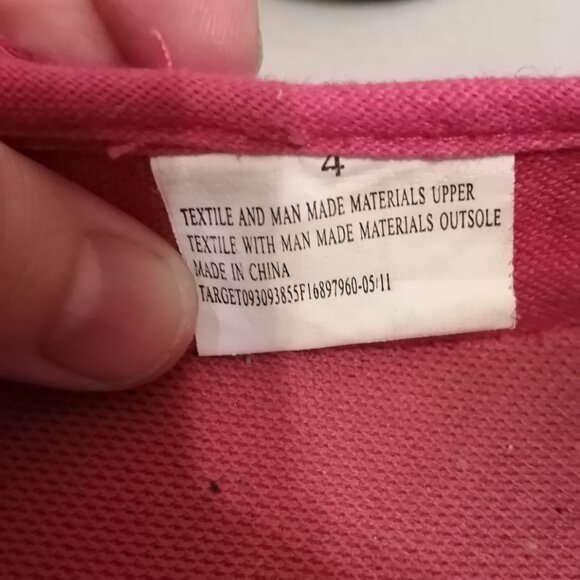 4
TEXTILE AND MAN MADE MATERIALS UPPER
TEXTILE WITH MAN MADE MATERIALS OUTSOLE
MADE IN CHINA
TARGET093093855F16897960-05/11